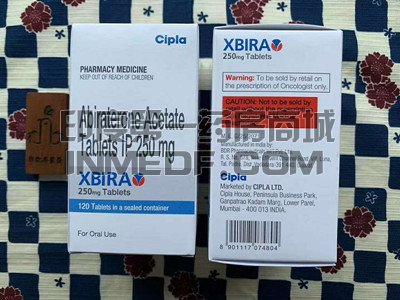 Cipla
PHARMACY MEDICINE
KEEP OUT OF REACH OF CHILDREN
Abiraterone Acetate
Tablets IP 250 mg
XBIRA
250mg Tablets
120 Tablets in a sealed container
For Oral Use
XBIRA
250mg Tablets
Warning: To be sold by retail on
the prescription of Oncologist only.
CAUTION: Not to be sold by
Manufactured in India by:
BDR Pharmaceuticals
Cipla
Marketed by CIPLA LTD.
Cipla House, Peninsula Business Park,
Ganpatrao Kadam Marg, Lower Parel,
Mumbai - 400 013 INDIA.
8 901117 074804
INMEDF.COM